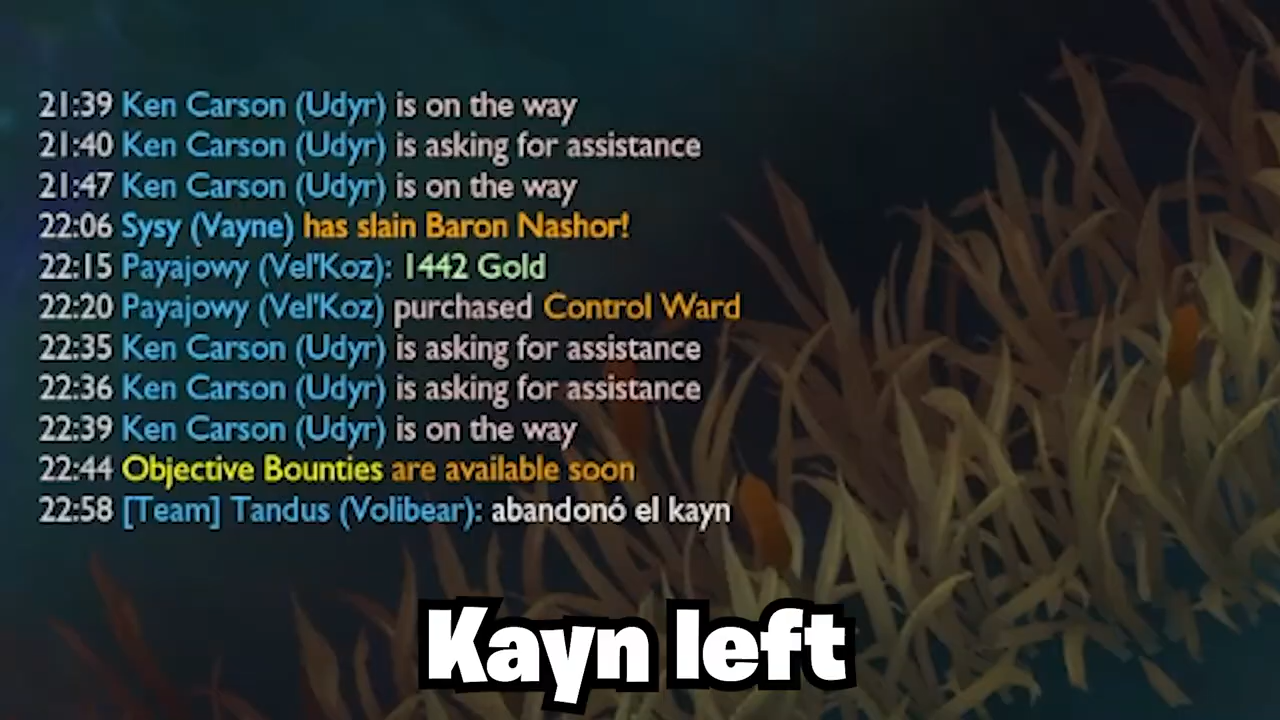 21:39 Ken Carson (Udyr) is on the way
21:40 Ken Carson (Udyr) is asking for assistance
21:47 Ken Carson (Udyr) is on the way
22:06 Sysy (Vayne) has slain Baron Nashor!
22:15 Payajowy (Vel'Koz): 1442 Gold
22:20 Payajowy (Vel'Koz) purchased Control Ward
22:35 Ken Carson (Udyr) is asking for assistance
22:36 Ken Carson (Udyr) is asking for assistance
22:39 Ken Carson (Udyr) is on the way
22:44 Objective Bounties are available soon
22:58 [Team] Tandus (Volibear): abandonó el kayn
Kayn left